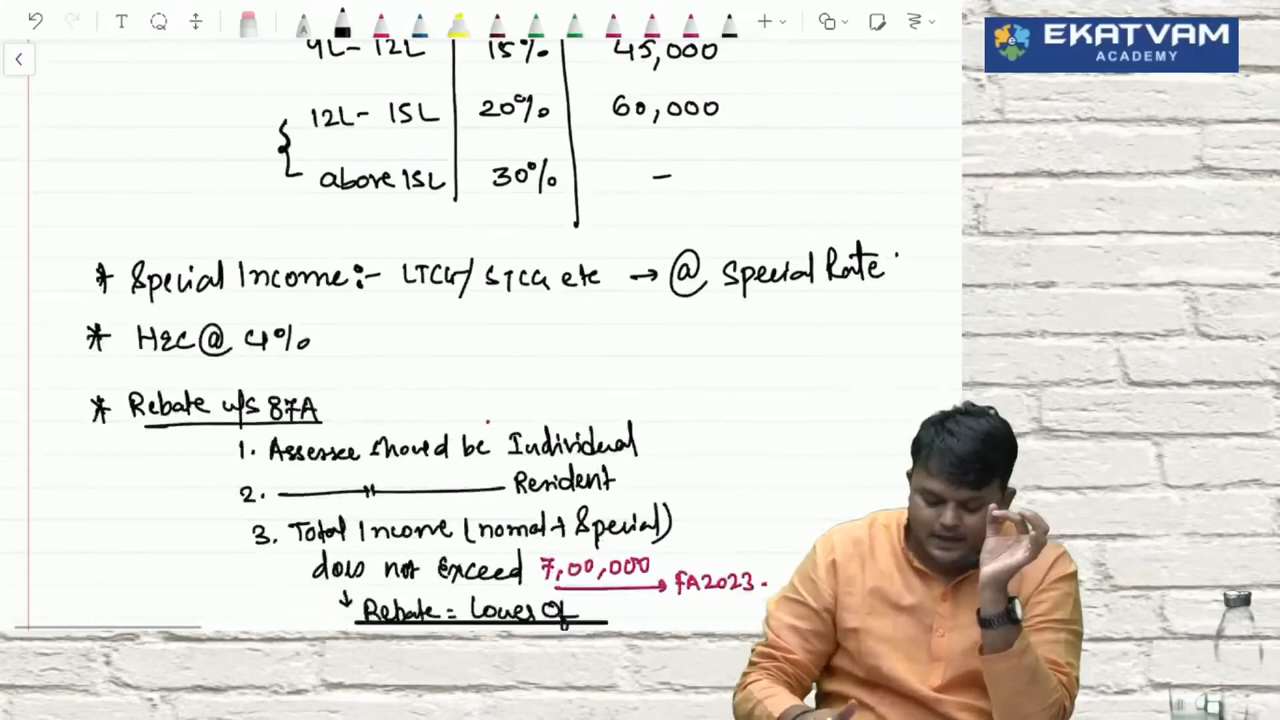 EKATVAM
ACADEMY
9L- 12L 15% 45,000
12L- 15L 20% 60,000
above 15L 30% -
* Special Income:- LTCG/ STCG etc → @ Special Rate
* H&C @ 4%
* Rebate u/s 87A
1. Assessee should be Individual
2. —〃— Resident
3. Total Income (normal + Special)
does not exceed 7,00,000 → FA2023.
↓ Rebate = Lower of